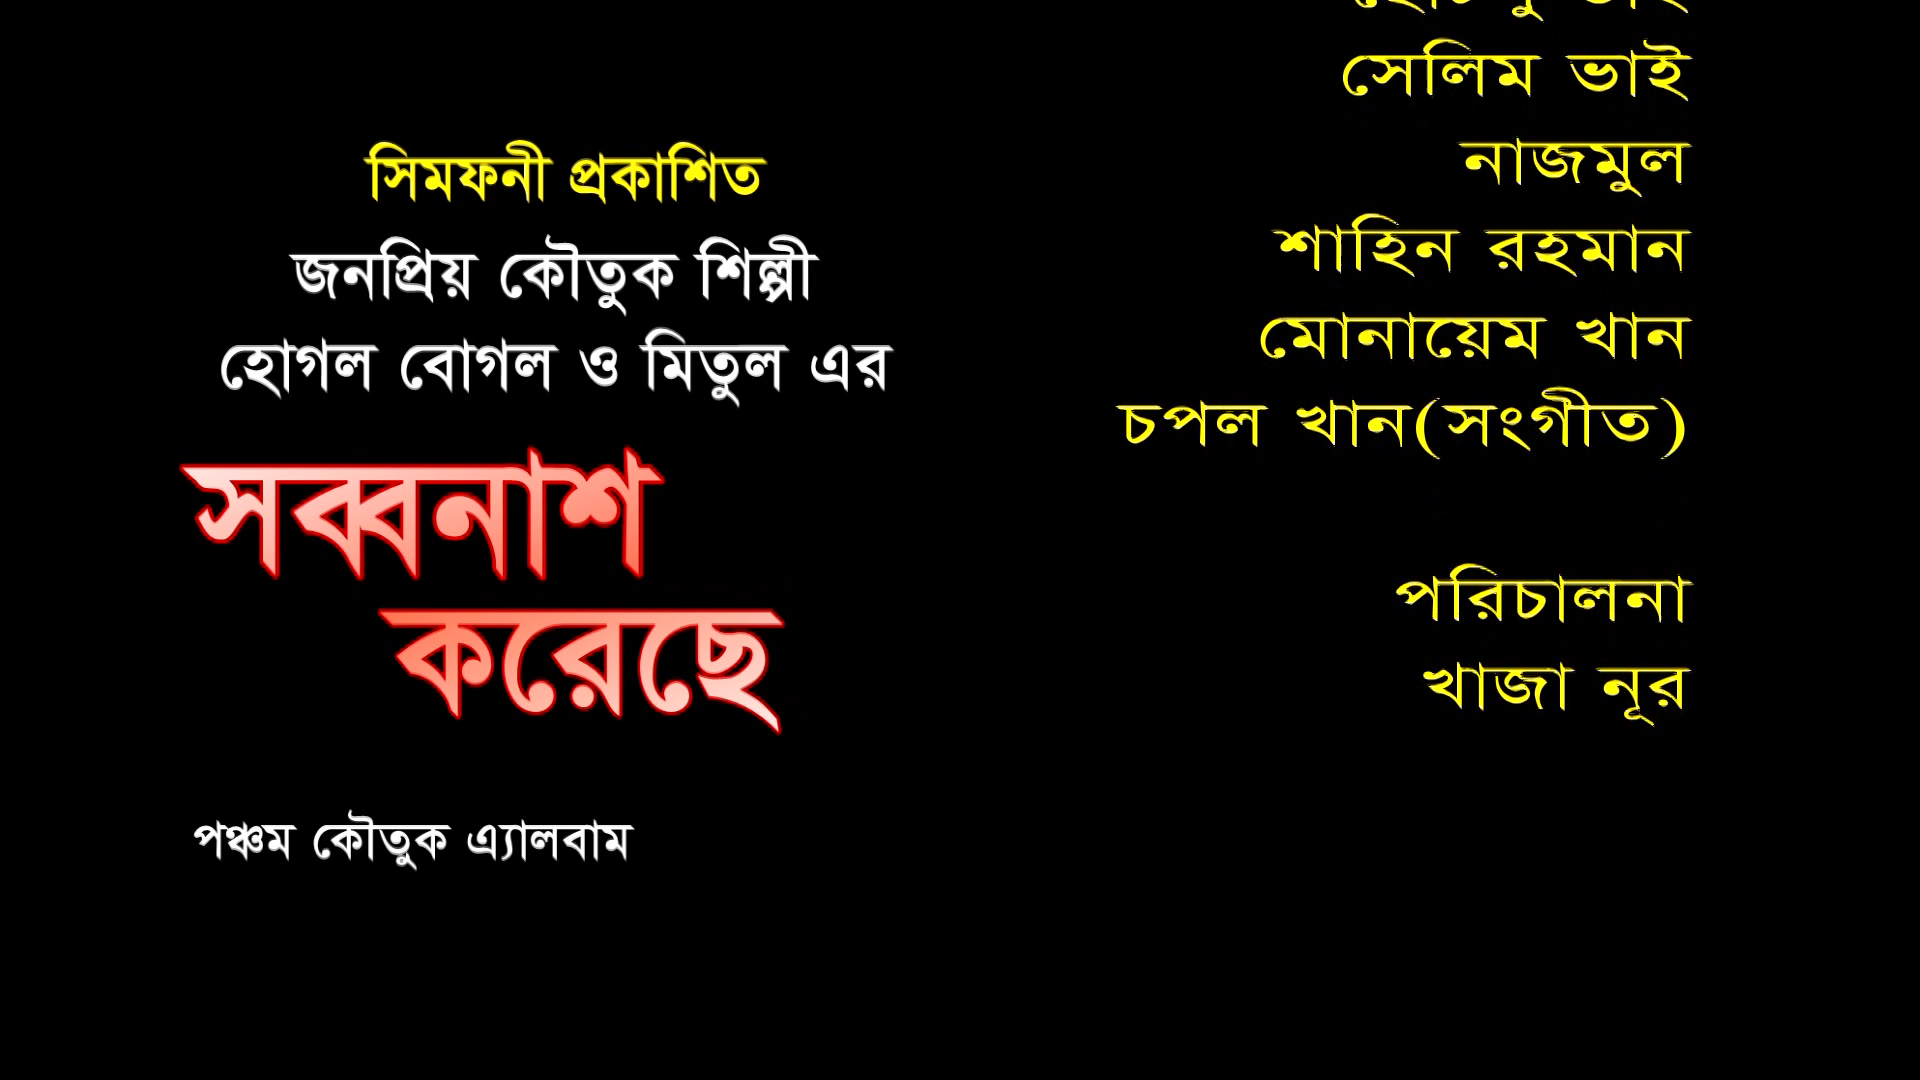 সিমফনী প্রকাশিত
জনপ্রিয় কৌতুক শিল্পী
হোগল বোগল ও মিতুল এর
সব্বনাশ
করেছে
পঞ্চম কৌতুক এ্যালবাম
সেলিম ভাই
নাজমুল
শাহিন রহমান
মোনায়েম খান
চপল খান(সংগীত)
পরিচালনা
খাজা নূর